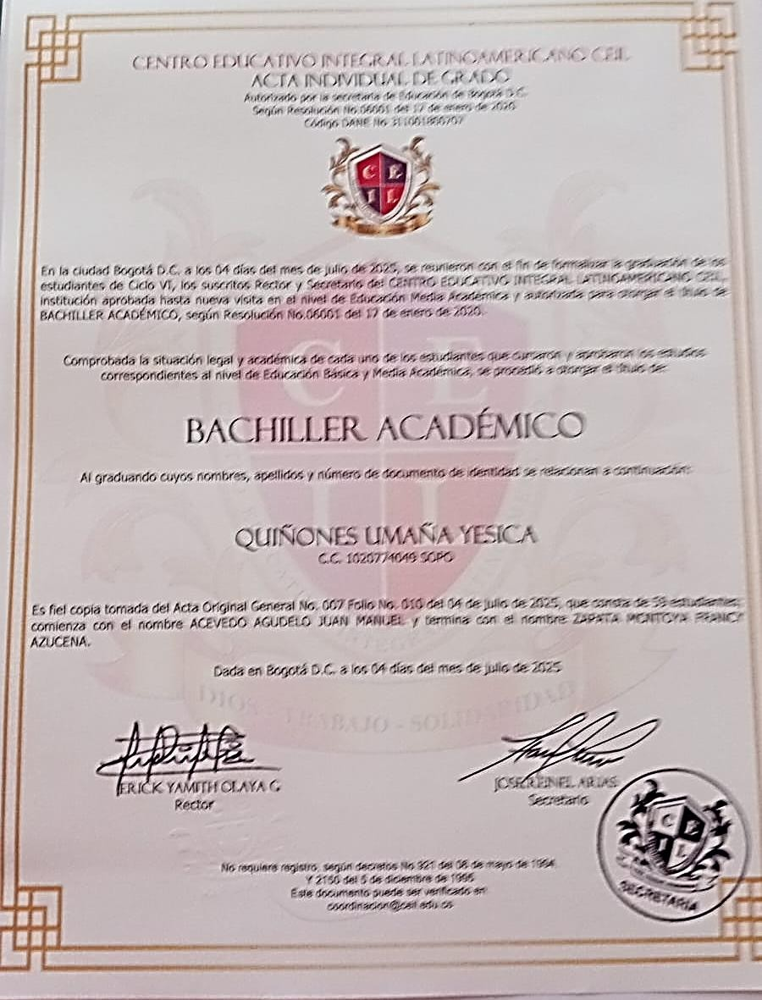 CENTRO EDUCATIVO INTEGRAL LATINOAMERICANO CEIL
ACTA INDIVIDUAL DE GRADO
Autorizado por la secretaria de Educación de Bogotá D.C.
Según Resolución No.06001 del 17 de enero de 2020
Código DANE No
C E
I L
En la ciudad Bogotá D.C. a los 04 días del mes de julio de 2025, se reunieron con el fin de formalizar la graduación de los
estudiantes de Ciclo VI, los suscritos Rector y Secretario del CENTRO EDUCATIVO INTEGRAL LATINOAMERICANO CEIL,
institución aprobada hasta nueva visita en el nivel de Educación Media Académica y autorizada para otorgar el título de
BACHILLER ACADÉMICO, según Resolución No.06001 del 17 de enero de 2020.
Comprobada la situación legal y académica de cada uno de los estudiantes que cursaron y aprobaron los estudios
correspondientes al nivel de Educación Básica y Media Académica, se procedió a otorgar el título de:
BACHILLER ACADÉMICO
Al graduando cuyos nombres, apellidos y número de documento de identidad se relacionan a continuación:
QUIÑONES UMAÑA YESICA
C.C. 1020774049 SOPO
Es fiel copia tomada del Acta Original General No. 007 Folio No. 010 del 04 de julio de 2025, que consta de estudiantes;
comienza con el nombre ACEVEDO AGUDELO JUAN MANUEL y termina con el nombre ZAPATA MONTOYA FRANCY
AZUCENA.
Dada en Bogotá D.C. a los 04 días del mes de julio de 2025
DIOS - TRABAJO - SOLIDARIDAD
ERICK YAMITH OLAYA G
Rector
JOSE REINEL ARIAS
Secretario
C E
I L
SECRETARÍA
No requiere registro, según decretos No 921 del 06 de mayo de 1994
Y 2150 del 5 de diciembre de 1995
Este documento puede ser verificado en:
coordinacion@ceil.edu.co